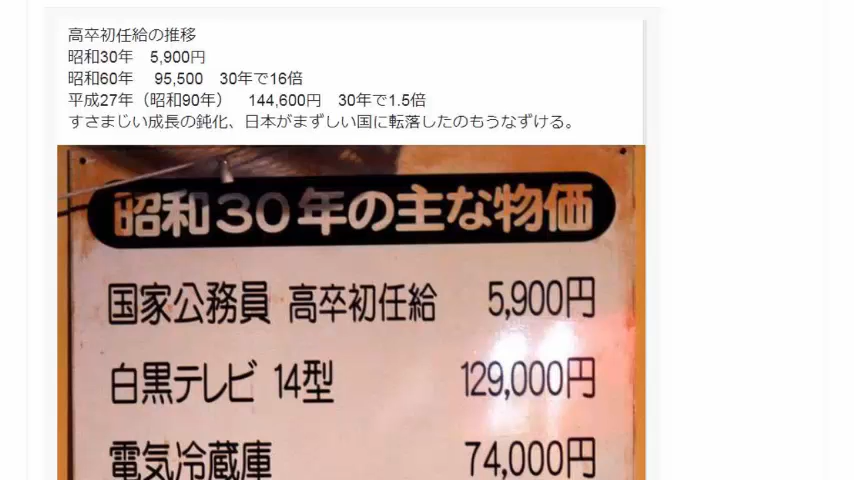 高卒初任給の推移
昭和30年　5,900円
昭和60年　 95,500　30年で16倍
平成27年（昭和90年）　144,600円　30年で1.5倍
すさまじい成長の鈍化、日本がまずしい国に転落したのもうなずける。
昭和30年の主な物価
国家公務員 高卒初任給 5,900円
白黒テレビ 14型 129,000円
電気冷蔵庫 74,000円